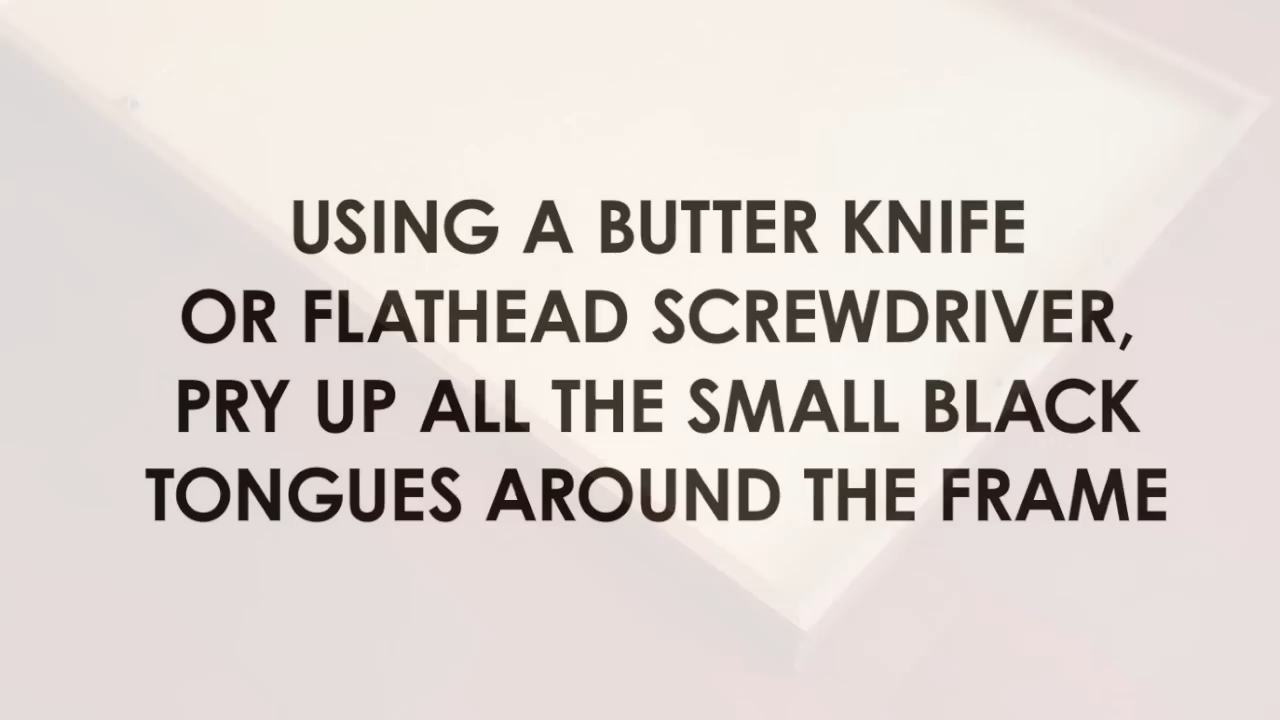 USING A BUTTER KNIFE
OR FLATHEAD SCREWDRIVER,
PRY UP ALL THE SMALL BLACK
TONGUES AROUND THE FRAME